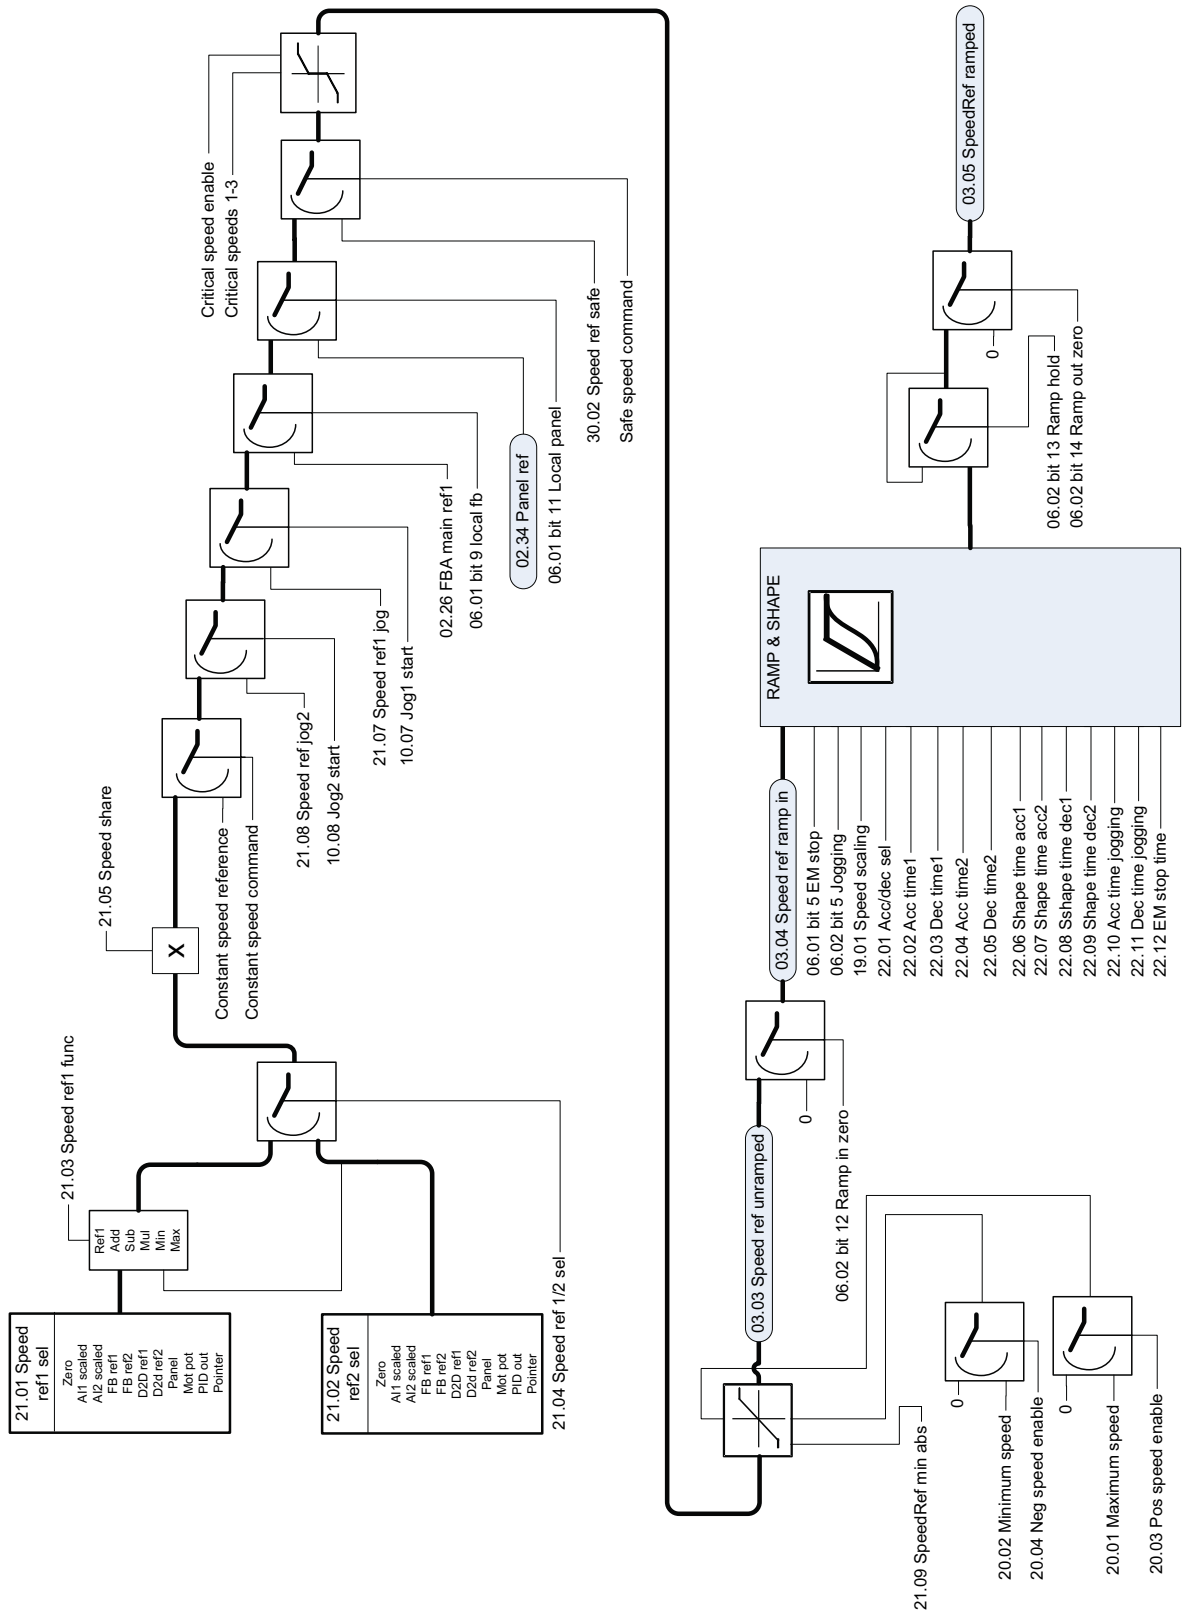 21.01 Speed
ref1 sel
Zero
AI1 scaled
AI2 scaled
FB ref1
FB ref2
D2D ref1
D2d ref2
Panel
Mot pot
PID out
Pointer
21.03 Speed ref1 func
Ref1
Add
Sub
Mul
Min
Max
21.02 Speed
ref2 sel
Zero
AI1 scaled
AI2 scaled
FB ref1
FB ref2
D2D ref1
D2d ref2
Panel
Mot pot
PID out
Pointer
21.04 Speed ref 1/2 sel
21.05 Speed share
X
Constant speed reference
Constant speed command
21.08 Speed ref jog2
10.08 Jog2 start
21.07 Speed ref1 jog
10.07 Jog1 start
02.26 FBA main ref1
06.01 bit 9 local fb
02.34 Panel ref
06.01 bit 11 Local panel
30.02 Speed ref safe
Safe speed command
Critical speed enable
Critical speeds 1-3
21.09 SpeedRef min abs
0
20.02 Minimum speed
20.04 Neg speed enable
0
20.01 Maximum speed
20.03 Pos speed enable
03.03 Speed ref unramped
0
06.02 bit 12 Ramp in zero
03.04 Speed ref ramp in
06.01 bit 5 EM stop
06.02 bit 5 Jogging
19.01 Speed scaling
22.01 Acc/dec sel
22.02 Acc time1
22.03 Dec time1
22.04 Acc time2
22.05 Dec time2
22.06 Shape time acc1
22.07 Shape time acc2
22.08 Sshape time dec1
22.09 Shape time dec2
22.10 Acc time jogging
22.11 Dec time jogging
22.12 EM stop time
RAMP & SHAPE
06.02 bit 13 Ramp hold
06.02 bit 14 Ramp out zero
0
03.05 SpeedRef ramped